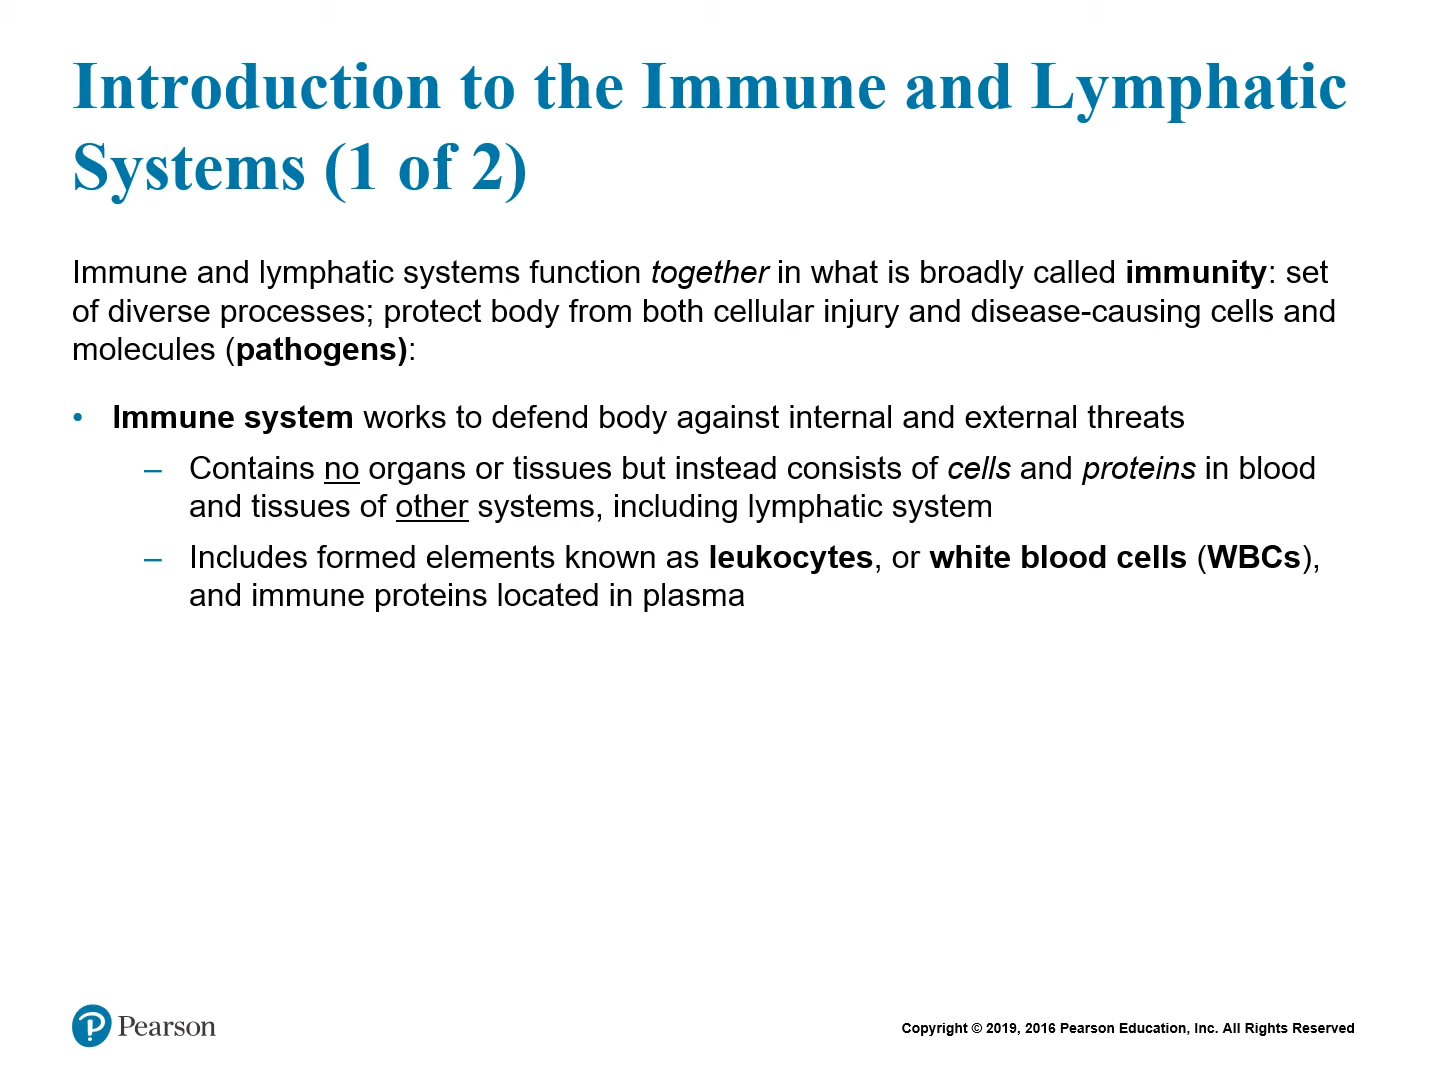 Introduction to the Immune and Lymphatic
Systems (1 of 2)
Immune and lymphatic systems function together in what is broadly called immunity: set
of diverse processes; protect body from both cellular injury and disease-causing cells and
molecules (pathogens):
• Immune system works to defend body against internal and external threats
– Contains no organs or tissues but instead consists of cells and proteins in blood
and tissues of other systems, including lymphatic system
– Includes formed elements known as leukocytes, or white blood cells (WBCs),
and immune proteins located in plasma
Pearson
Copyright © 2019, 2016 Pearson Education, Inc. All Rights Reserved